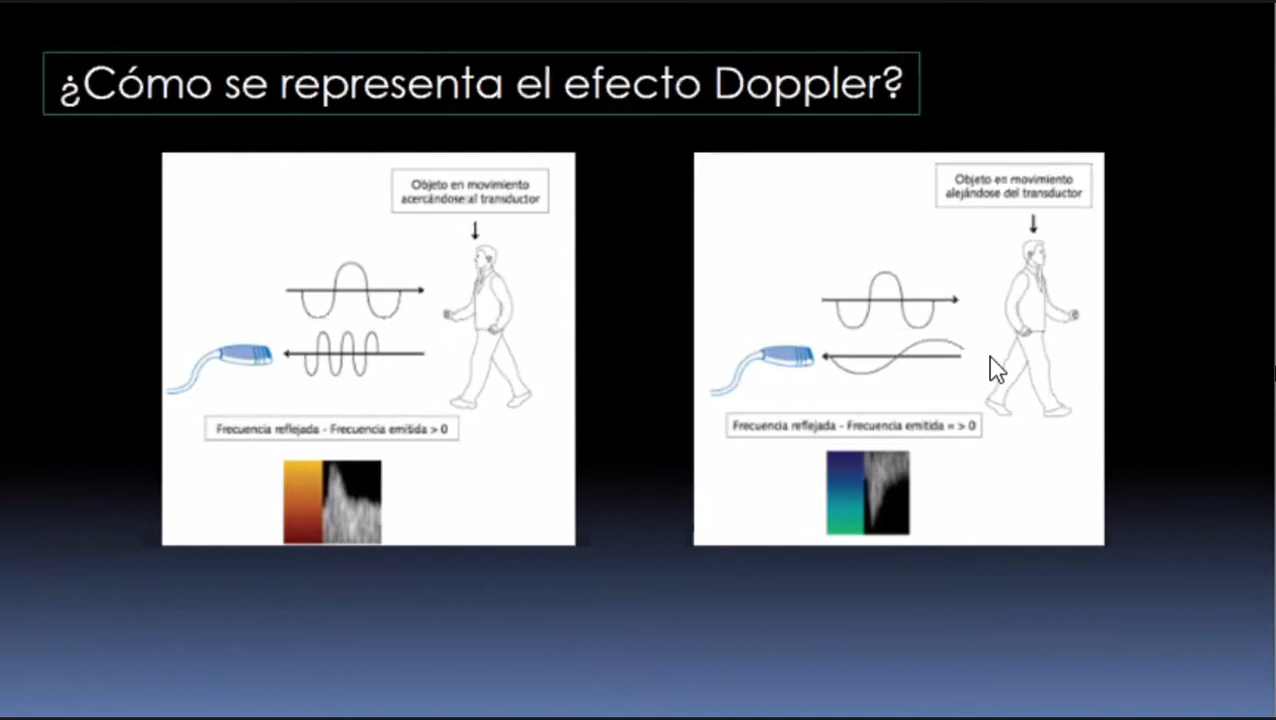 ¿Cómo se representa el efecto Doppler?
Objeto en movimiento
acercándose al transductor
Frecuencia reflejada - Frecuencia emitida > 0
Objeto en movimiento
alejándose del transductor
Frecuencia reflejada - Frecuencia emitida = > 0